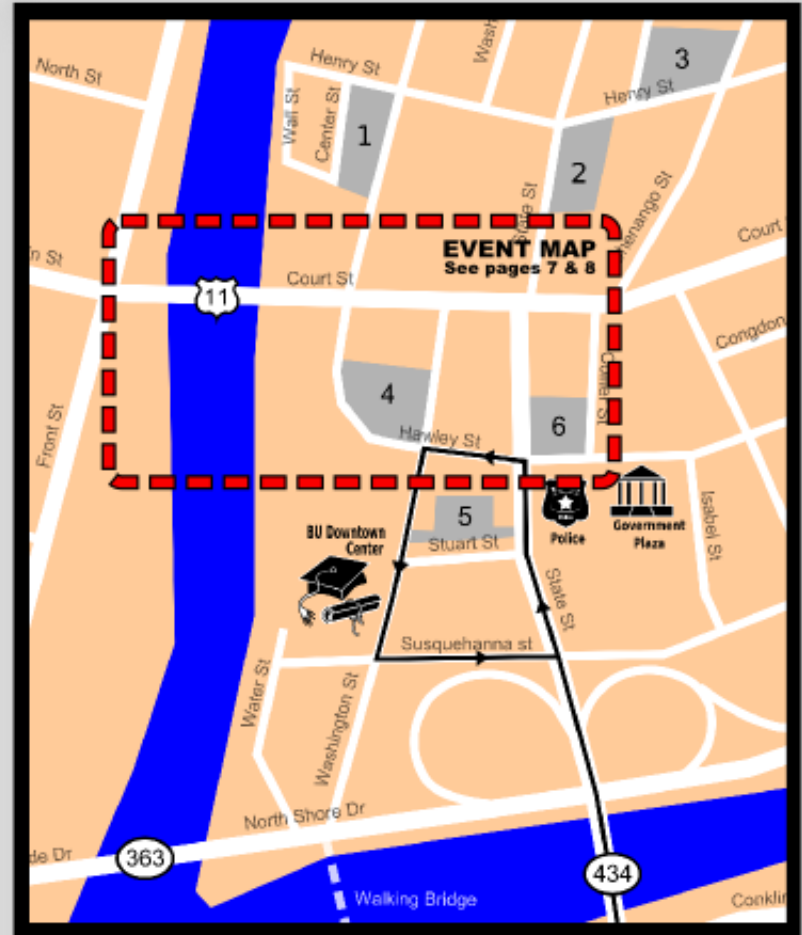 Henry St
Wash
3
North St
Henry St
Wall St
Center St
1
2
State St
henango St
EVENT MAP
See pages 7 & 8
Court
n St
Court St
11
Congdon
4
Collier St
Front St
6
Hawley St
5
Police
Government
Plaza
Isabel St
BU Downtown
Center
Stuart St
State St
Susquehanna st
Water St
Washington St
North Shore Dr
de Dr
363
434
Walking Bridge
Conklin